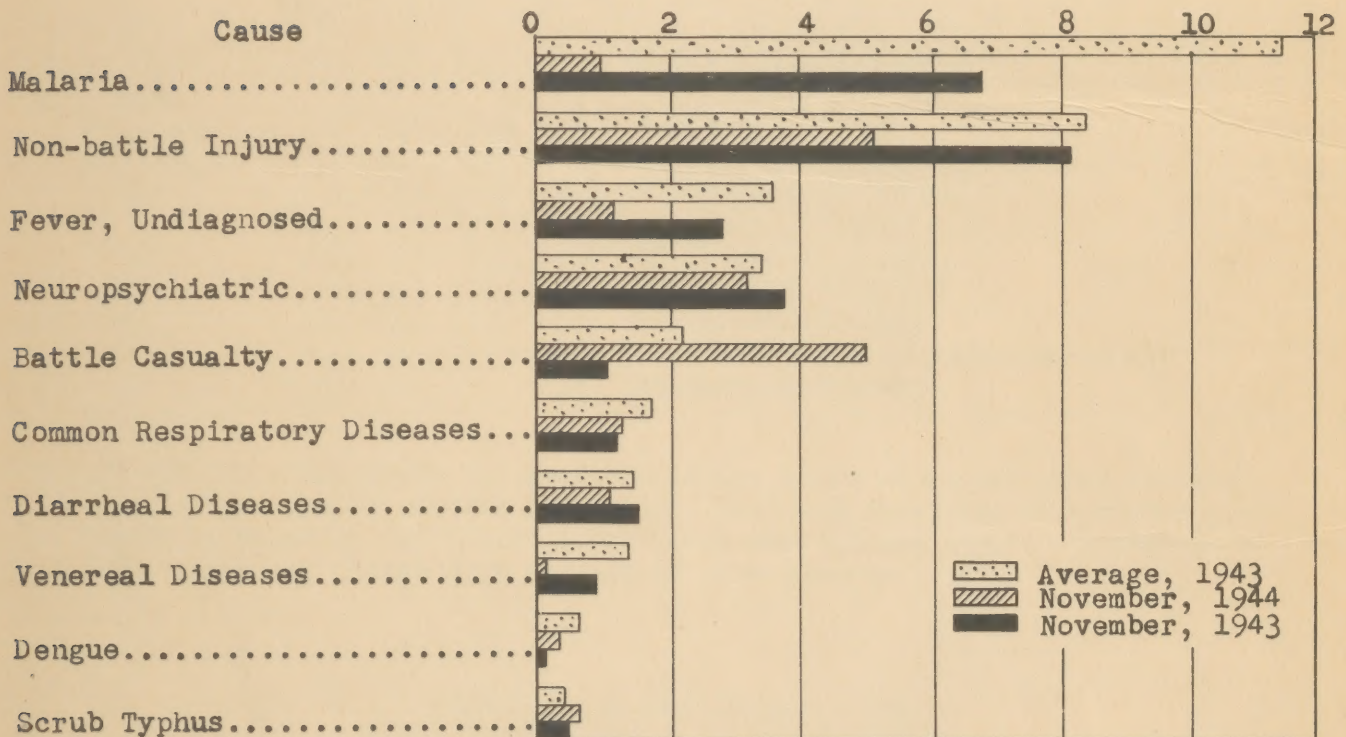 Cause 0 2 4 6 8 10 12
Malaria.......................
Non-battle Injury.............
Fever, Undiagnosed............
Neuropsychiatric..............
Battle Casualty...............
Common Respiratory Diseases...
Diarrheal Diseases............
Venereal Diseases.............
Average, 1943
November, 1944
November, 1943
Dengue........................
Scrub Typhus..................